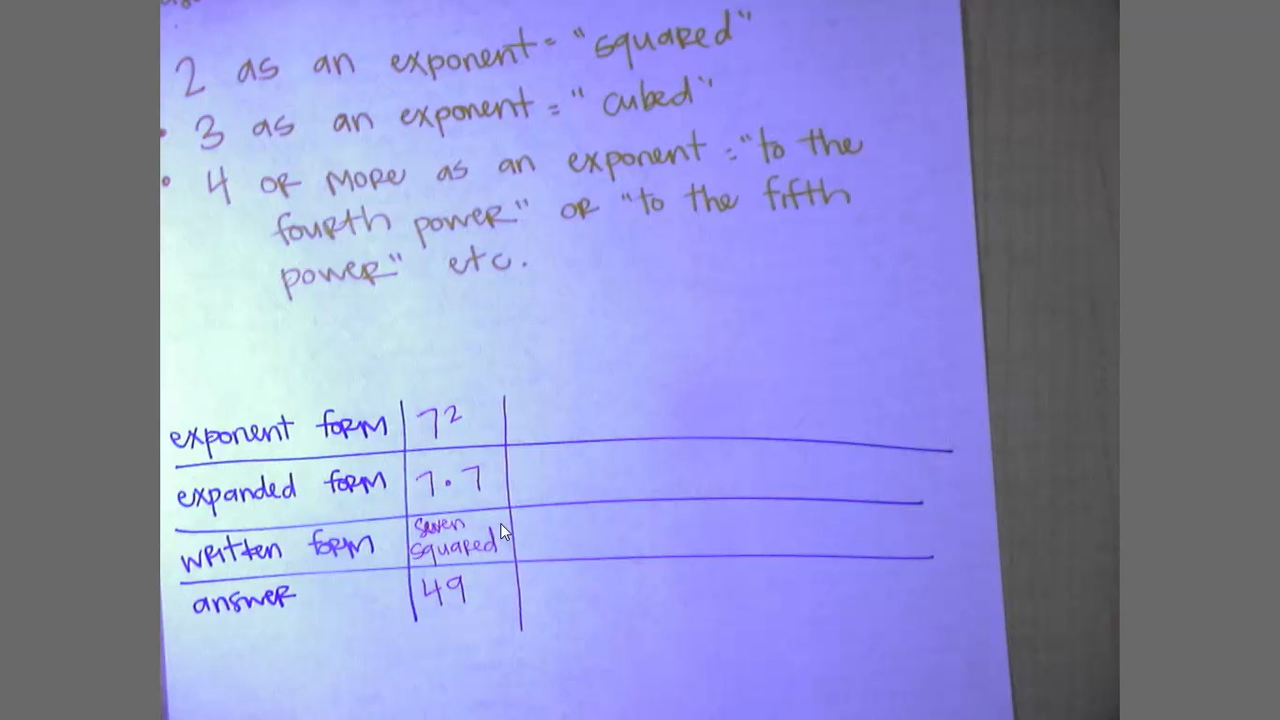 2 as an exponent = "squared"
• 3 as an exponent = "cubed"
• 4 or more as an exponent = "to the
fourth power" or "to the fifth
power" etc.
exponent form 7²
expanded form 7 · 7
written form seven squared
answer 49